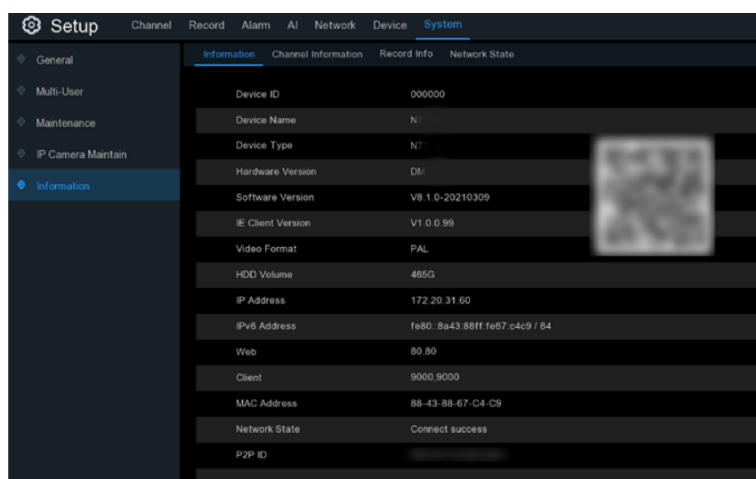 Setup Channel Record Alarm AI Network Device System
Information Channel Information Record Info Network State
General
Multi-User
Maintenance
IP Camera Maintain
Information
Device ID 000000
Device Name
Device Type
Hardware Version DM
Software Version V8.1.0-20210309
IE Client Version V1.0.0.99
Video Format PAL
HDD Volume 465G
IP Address 172.20.31.60
IPv6 Address fe80::8a43:88ff:fe67:c4c9 / 64
Web 80,80
Client 9000,9000
MAC Address 88-43-88-67-C4-C9
Network State Connect success
P2P ID